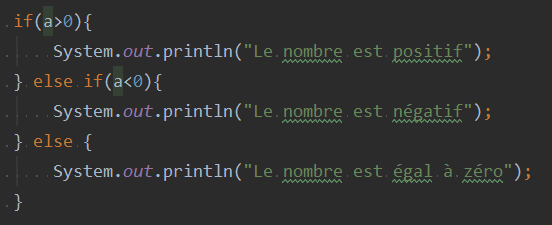 if(a>0){
    System.out.println("Le nombre est positif");
} else if(a<0){
    System.out.println("Le nombre est négatif");
} else {
    System.out.println("Le nombre est égal à zéro");
}